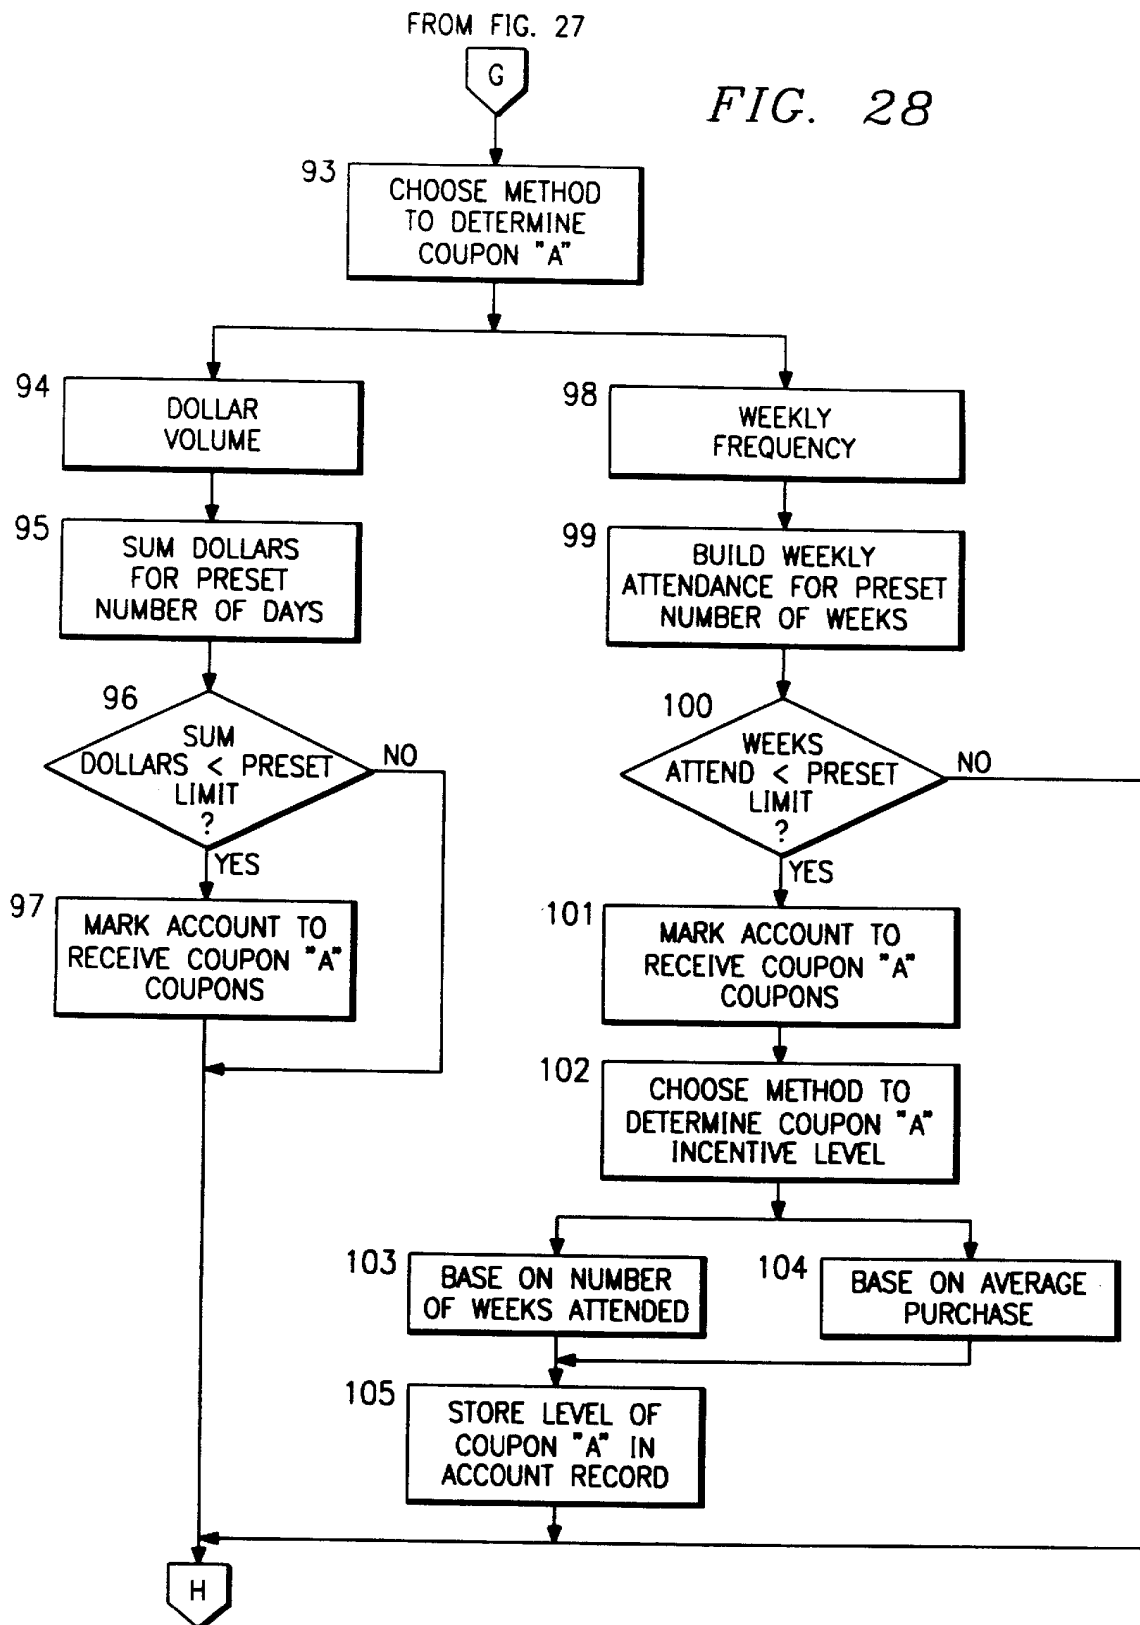 FROM FIG. 27
G
FIG. 28
93
CHOOSE METHOD
TO DETERMINE
COUPON "A"
94
DOLLAR
VOLUME
98
WEEKLY
FREQUENCY
95
SUM DOLLARS
FOR PRESET
NUMBER OF DAYS
99
BUILD WEEKLY
ATTENDANCE FOR PRESET
NUMBER OF WEEKS
96
SUM
DOLLARS < PRESET
LIMIT
?
NO
YES
100
WEEKS
ATTEND < PRESET
LIMIT
?
NO
YES
97
MARK ACCOUNT TO
RECEIVE COUPON "A"
COUPONS
101
MARK ACCOUNT TO
RECEIVE COUPON "A"
COUPONS
102
CHOOSE METHOD TO
DETERMINE COUPON "A"
INCENTIVE LEVEL
103
BASE ON NUMBER
OF WEEKS ATTENDED
104
BASE ON AVERAGE
PURCHASE
105
STORE LEVEL OF
COUPON "A" IN
ACCOUNT RECORD
H